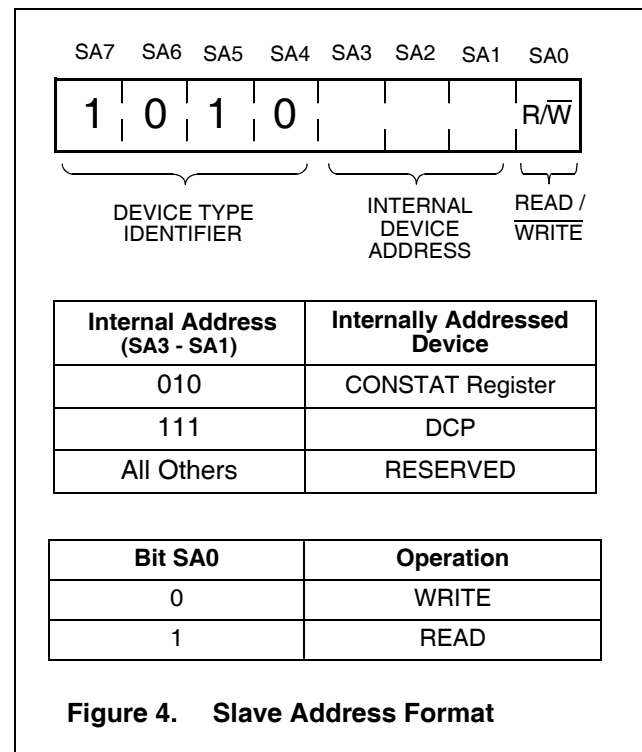 SA7 SA6 SA5 SA4 SA3 SA2 SA1 SA0
1 0 1 0 R/W̅
DEVICE TYPE
IDENTIFIER
INTERNAL
DEVICE
ADDRESS
READ /
W̅R̅I̅T̅E̅
Internal Address
(SA3 - SA1)
Internally Addressed
Device
010 CONSTAT Register
111 DCP
All Others RESERVED
Bit SA0 Operation
0 WRITE
1 READ
Figure 4. Slave Address Format